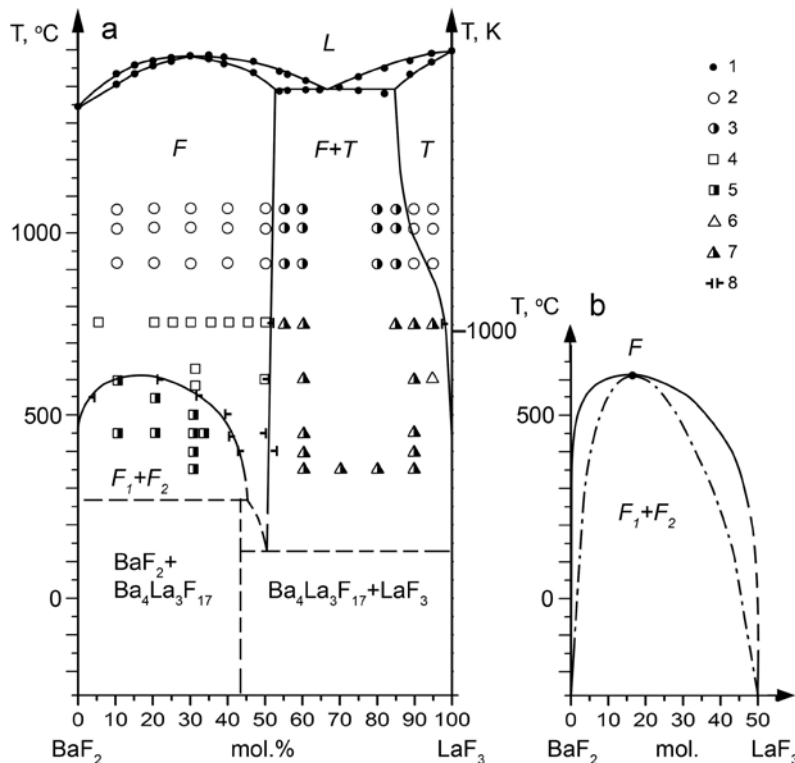 T, °C
a
L
T, K
1
2
3
4
5
6
7
8
F
F+T
T
1000
500
0
1000
F₁+F₂
BaF₂+
Ba₄La₃F₁₇
Ba₄La₃F₁₇+LaF₃
0 10 20 30 40 50 60 70 80 90 100
BaF₂ mol.% LaF₃
T, °C
b
F
500
F₁+F₂
0
0 10 20 30 40 50
BaF₂ mol. LaF₃